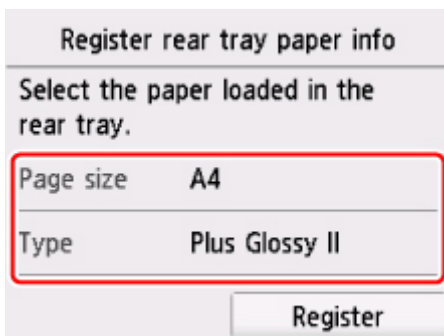 Register rear tray paper info
Select the paper loaded in the
rear tray.
Page size A4
Type Plus Glossy II
Register